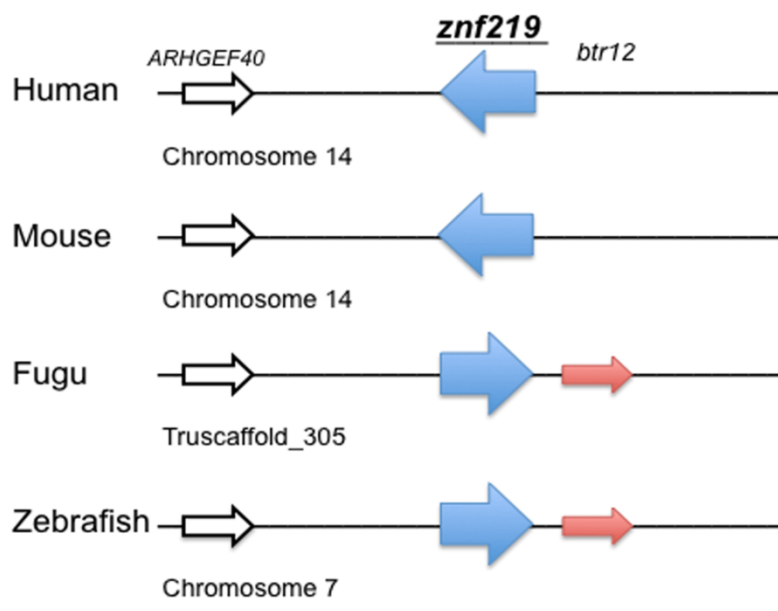 znf219
ARHGEF40
btr12
Human
Chromosome 14
Mouse
Chromosome 14
Fugu
Truscaffold_305
Zebrafish
Chromosome 7